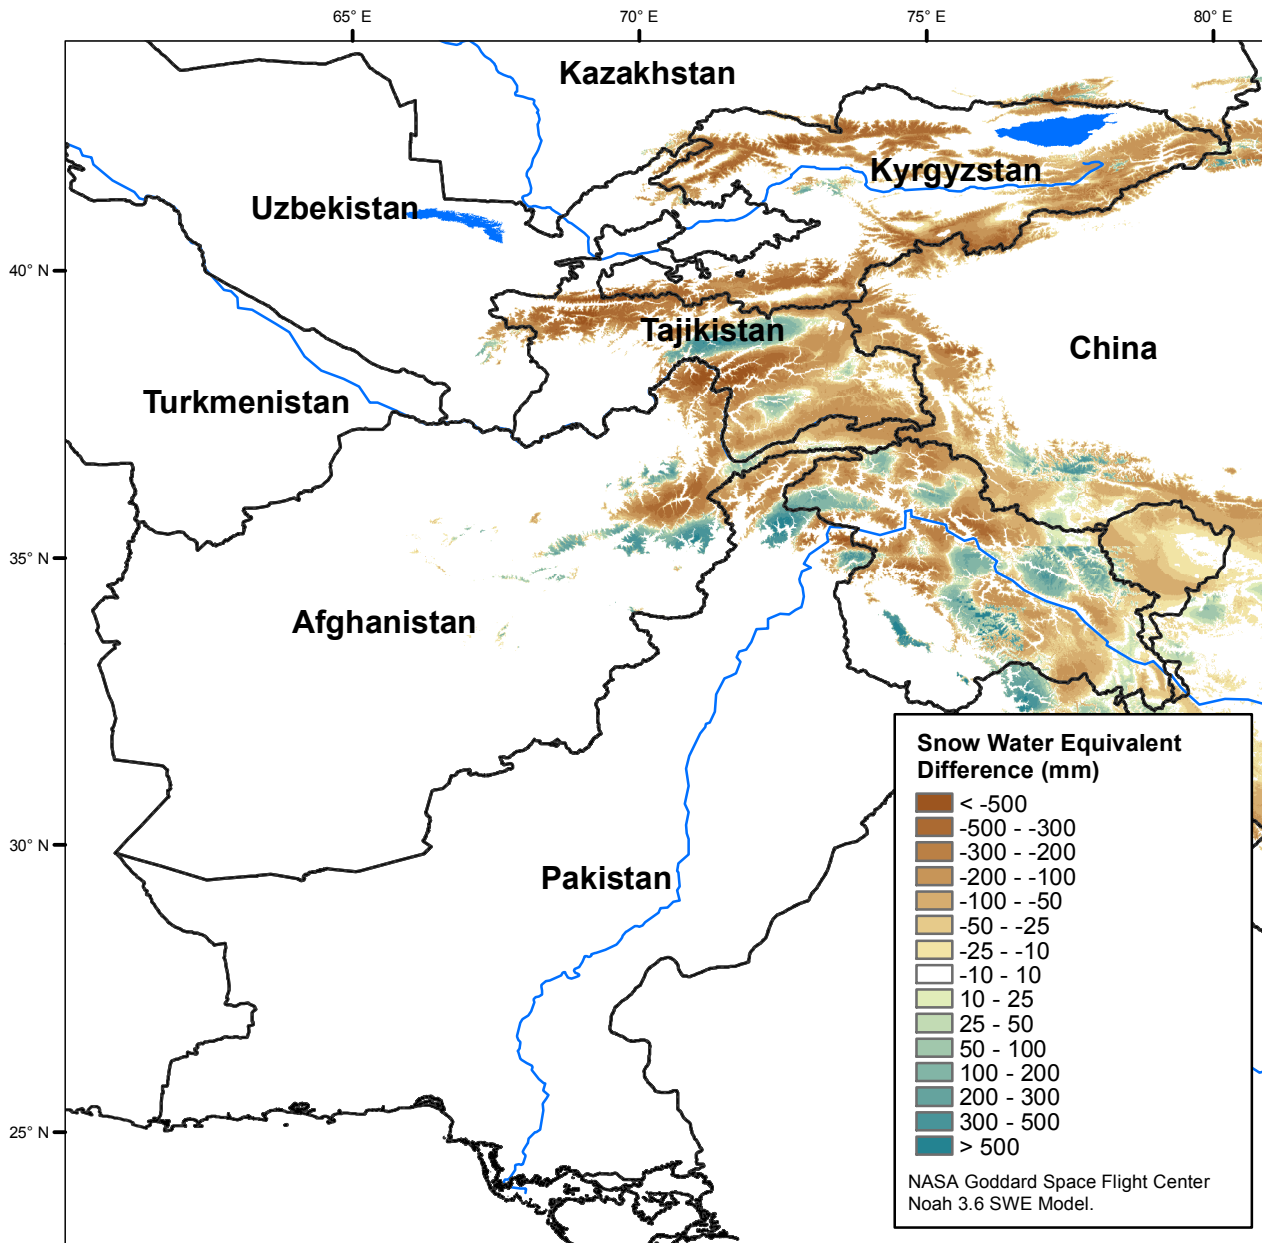 65° E
70° E
75° E
80° E
Kazakhstan
Kyrgyzstan
Uzbekistan
40° N
Tajikistan
China
Turkmenistan
35° N
Afghanistan
Snow Water Equivalent
Difference (mm)
< -500
-500 - -300
-300 - -200
-200 - -100
-100 - -50
-50 - -25
-25 - -10
-10 - 10
10 - 25
25 - 50
50 - 100
100 - 200
200 - 300
300 - 500
> 500
30° N
Pakistan
25° N
NASA Goddard Space Flight Center
Noah 3.6 SWE Model.